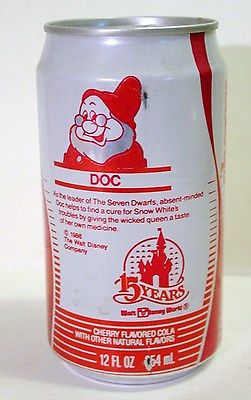 DOC
As the leader of The Seven Dwarfs, absent-minded
Doc helps to find a cure for Snow White's
troubles by giving the wicked queen a taste
of her own medicine.
© 1986
The Walt Disney
Company
15
YEARS
Walt Disney World®
CHERRY FLAVORED COLA
WITH OTHER NATURAL FLAVORS
12 FL OZ 354 mL